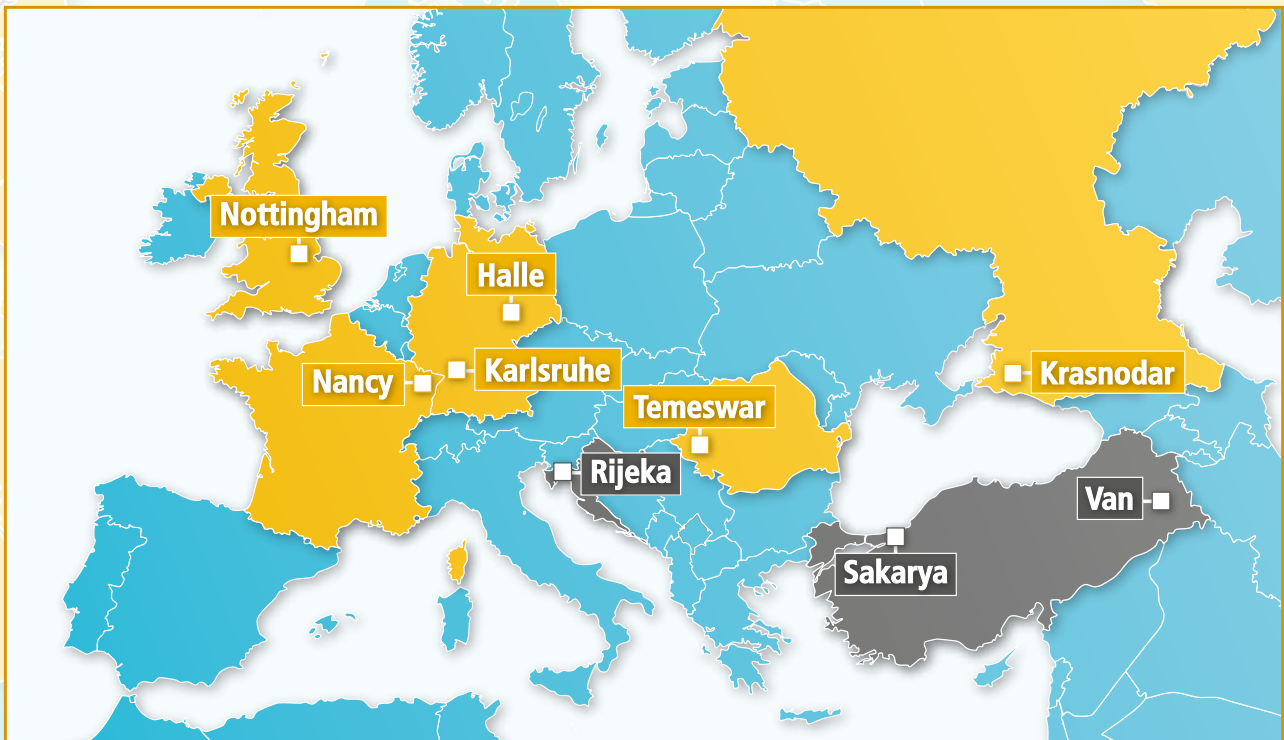 Nottingham
Halle
Nancy
Karlsruhe
Krasnodar
Temeswar
Rijeka
Van
Sakarya